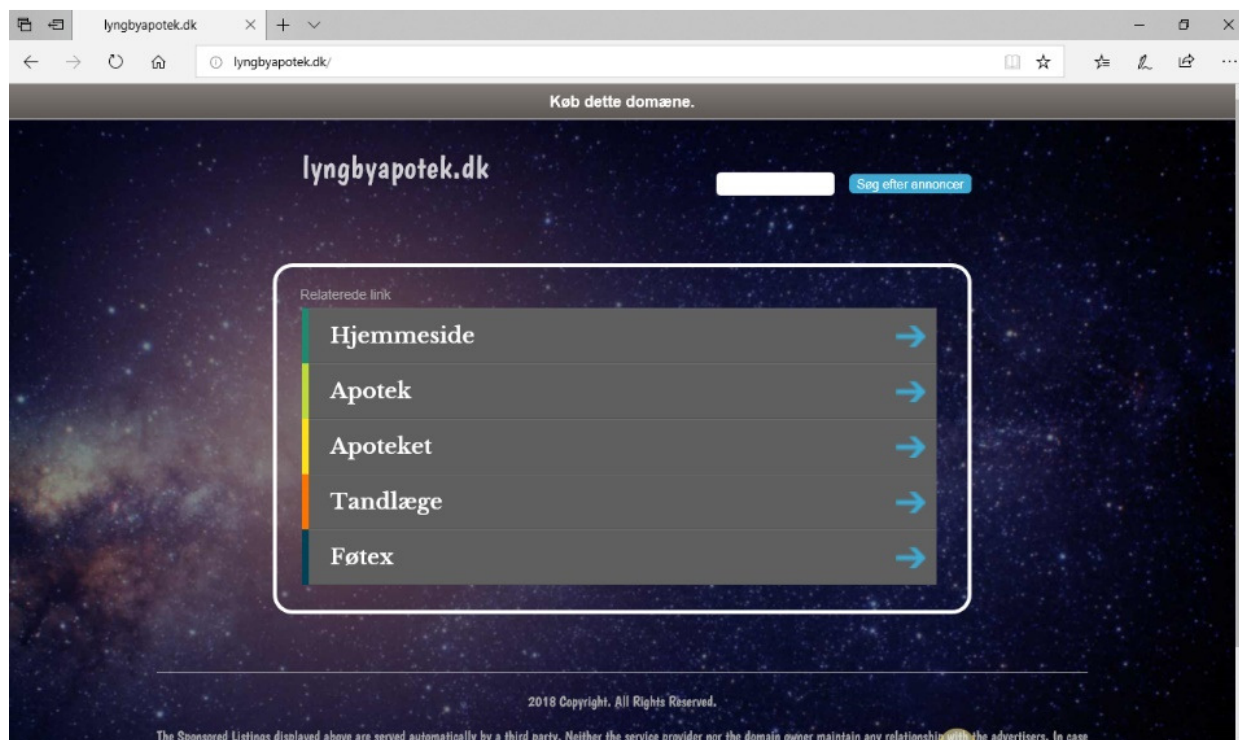 lyngbyapotek.dk
lyngbyapotek.dk/
Køb dette domæne.
lyngbyapotek.dk
Søg efter annoncer
Relaterede link
Hjemmeside
Apotek
Apoteket
Tandlæge
Føtex
2018 Copyright. All Rights Reserved.
The Sponsored Listings displayed above are served automatically by a third party. Neither the service provider nor the domain owner maintain any relationship with the advertisers. In case